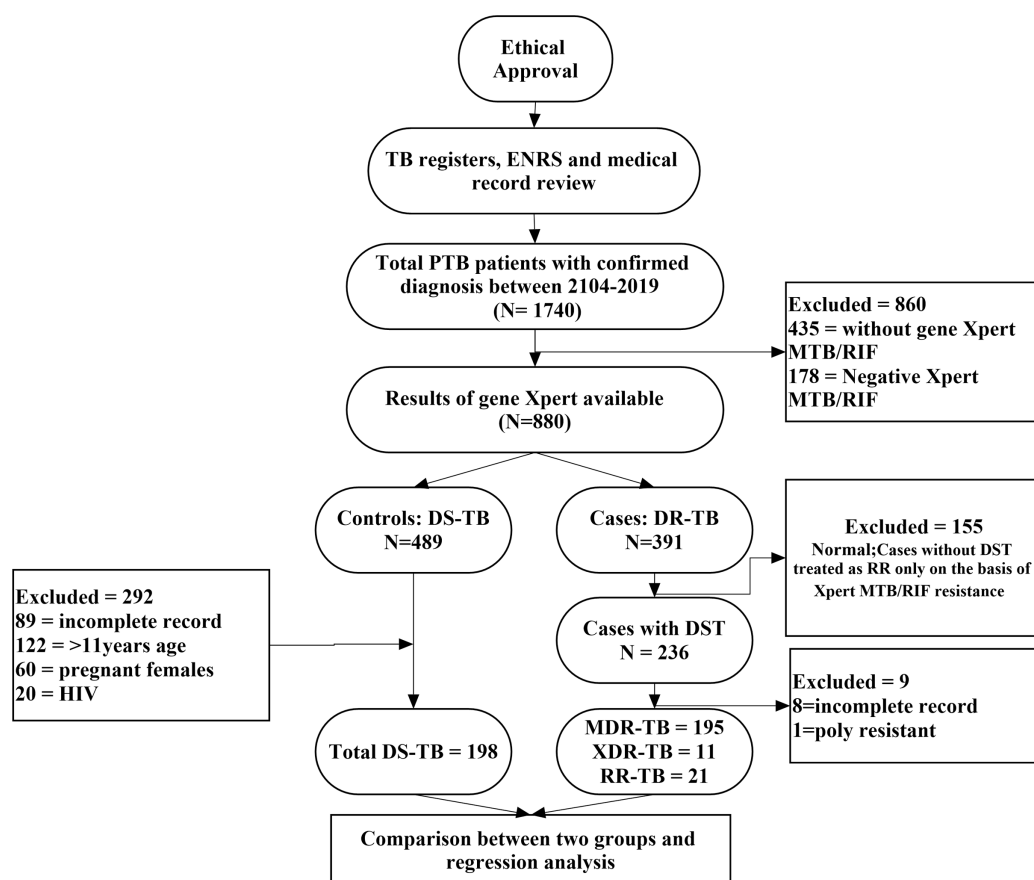 Ethical
Approval
TB registers, ENRS and medical
record review
Total PTB patients with confirmed
diagnosis between 2104-2019
(N= 1740)
Excluded = 860
435 = without gene Xpert
MTB/RIF
178 = Negative Xpert
MTB/RIF
Results of gene Xpert available
(N=880)
Controls: DS-TB
N=489
Cases: DR-TB
N=391
Excluded = 155
Normal;Cases without DST
treated as RR only on the basis of
Xpert MTB/RIF resistance
Excluded = 292
89 = incomplete record
122 = >11years age
60 = pregnant females
20 = HIV
Cases with DST
N = 236
Excluded = 9
8=incomplete record
1=poly resistant
Total DS-TB = 198
MDR-TB = 195
XDR-TB = 11
RR-TB = 21
Comparison between two groups and
regression analysis